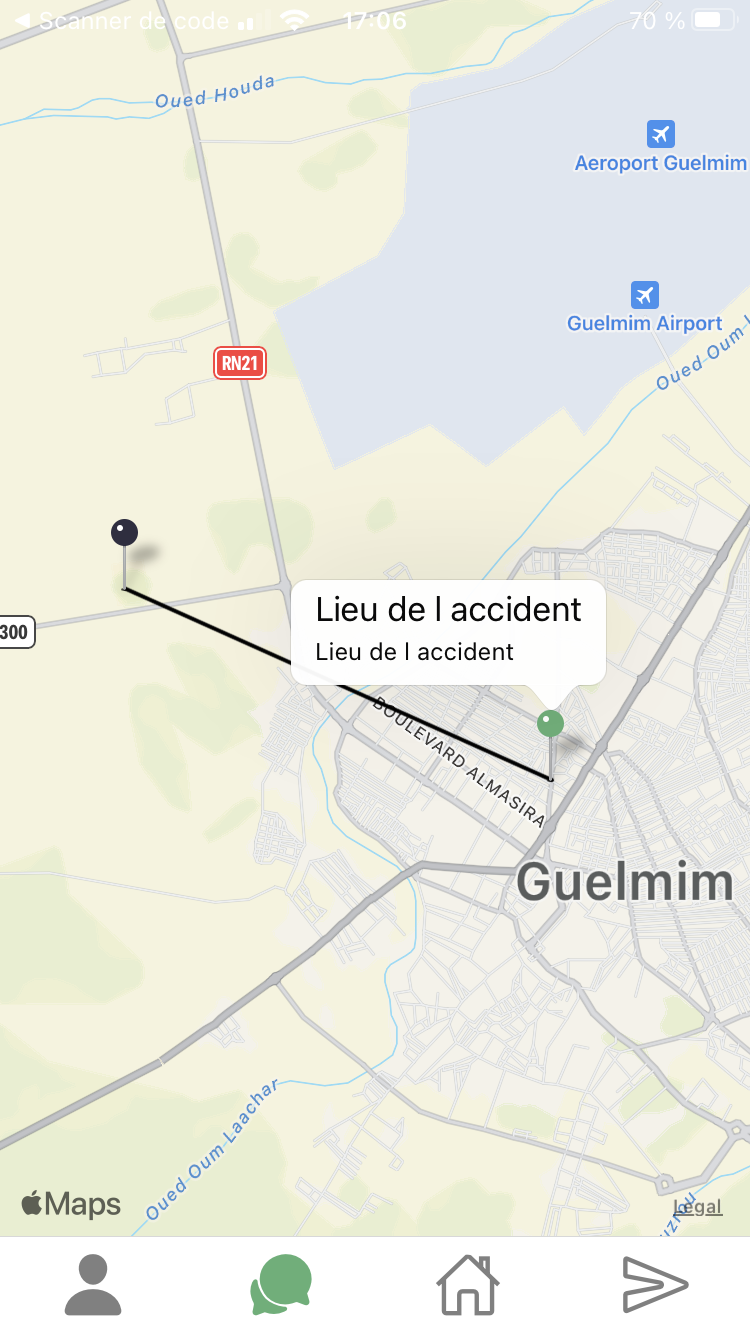 ◀ Scanner de code 17:06 70 %
Oued Houda
Aeroport Guelmim
Guelmim Airport
Oued Oum-L
RN21
300
Lieu de l accident
Lieu de l accident
BOULEVARD ALMASIRA
Guelmim
Oued Oum Laachar
Maps
Legal
uznou